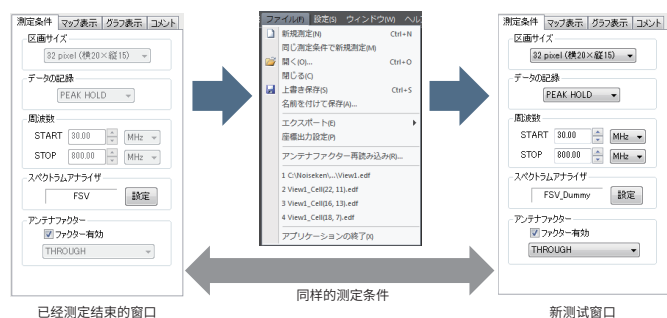 測定条件 マップ表示 グラフ表示 コメント
区画サイズ
32 pixel (横20×縦15)
データの記録
PEAK HOLD
周波数
START 30.00 MHz
STOP 800.00 MHz
スペクトラムアナライザ
FSV 設定
アンテナファクター
ファクター有効
THROUGH
已经测定结束的窗口
ファイル(F) 設定(S) ウィンドウ(W) ヘル
新規測定(N) Ctrl+N
同じ測定条件で新規測定(M)
開く(O)... Ctrl+O
閉じる(C)
上書き保存(S) Ctrl+S
名前を付けて保存(A)...
エクスポート(E)
座標出力設定(P)
アンテナファクター再読み込み(R)...
1 C:\Noiseken\...\View1.edf
2 View1_Cell(22, 11).edf
3 View1_Cell(16, 13).edf
4 View1_Cell(18, 7).edf
アプリケーションの終了(X)
同样的测定条件
測定条件 マップ表示 グラフ表示 コメント
区画サイズ
32 pixel (横20×縦15)
データの記録
PEAK HOLD
周波数
START 30.00 MHz
STOP 800.00 MHz
スペクトラムアナライザ
FSV_Dummy 設定
アンテナファクター
ファクター有効
THROUGH
新测试窗口